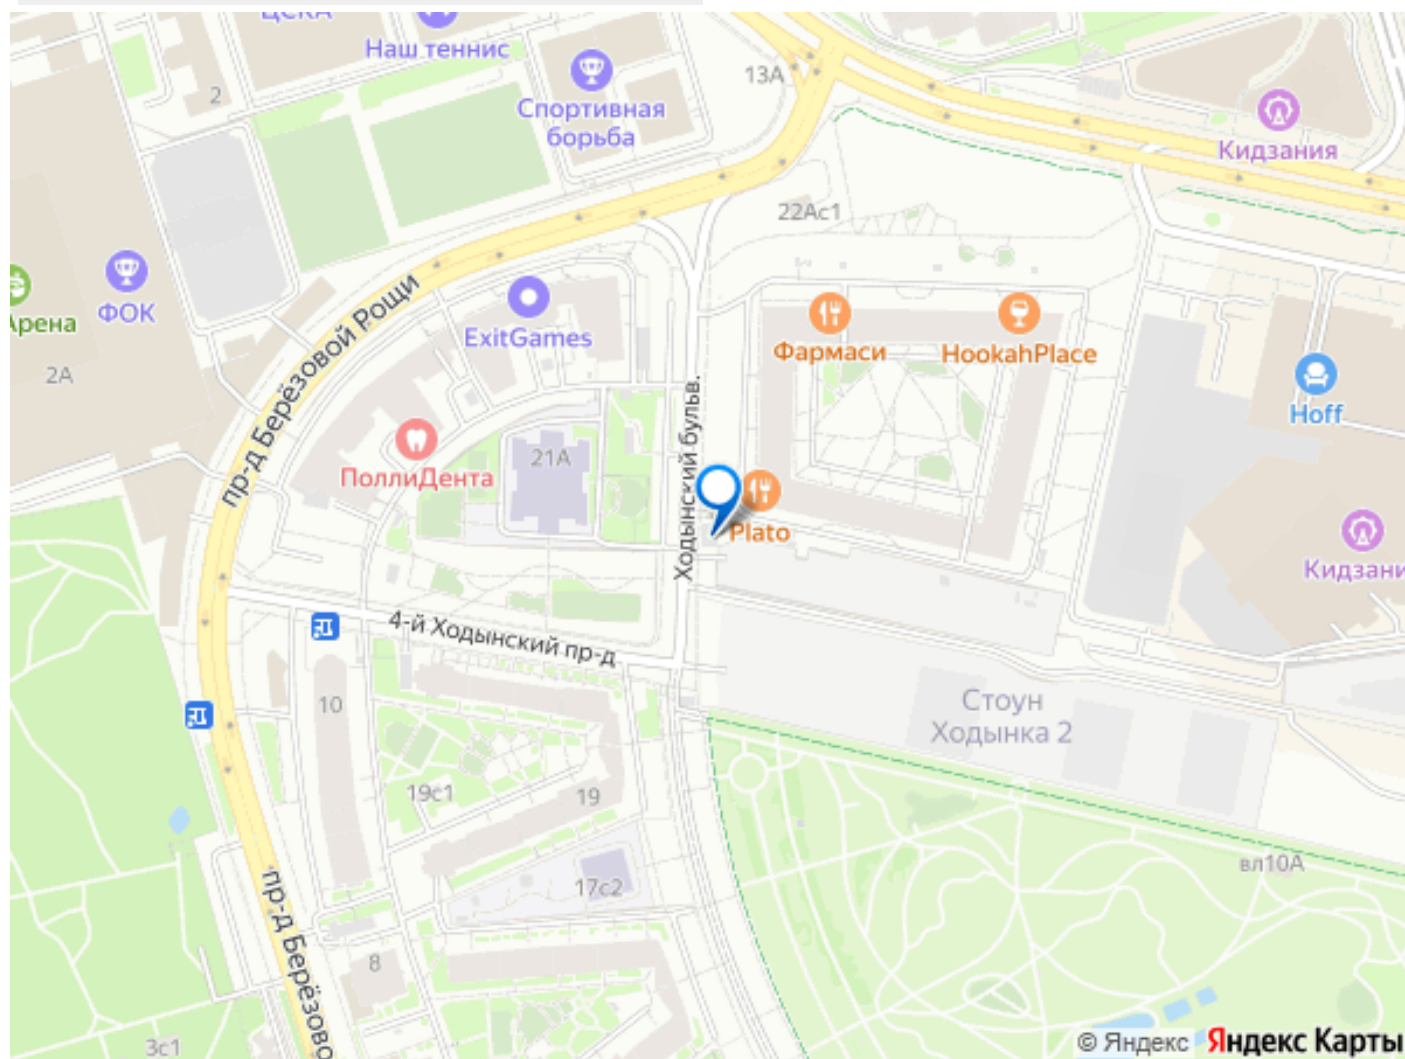 ЦСКА
Наш теннис
2
Спортивная
борьба
13А
Кидзания
22Ас1
ФОК
Арена
2А
ExitGames
Фармаси
HookahPlace
Hoff
пр-д Берёзовой Рощи
Ходынский бульв.
ПоллиДента
21А
Plato
Кидзани
4-й Ходынский пр-д
10
Стоун
Ходынка 2
19с1
19
17с2
вл10А
пр-д Берёзово
8
3с1
© Яндекс Яндекс Карты